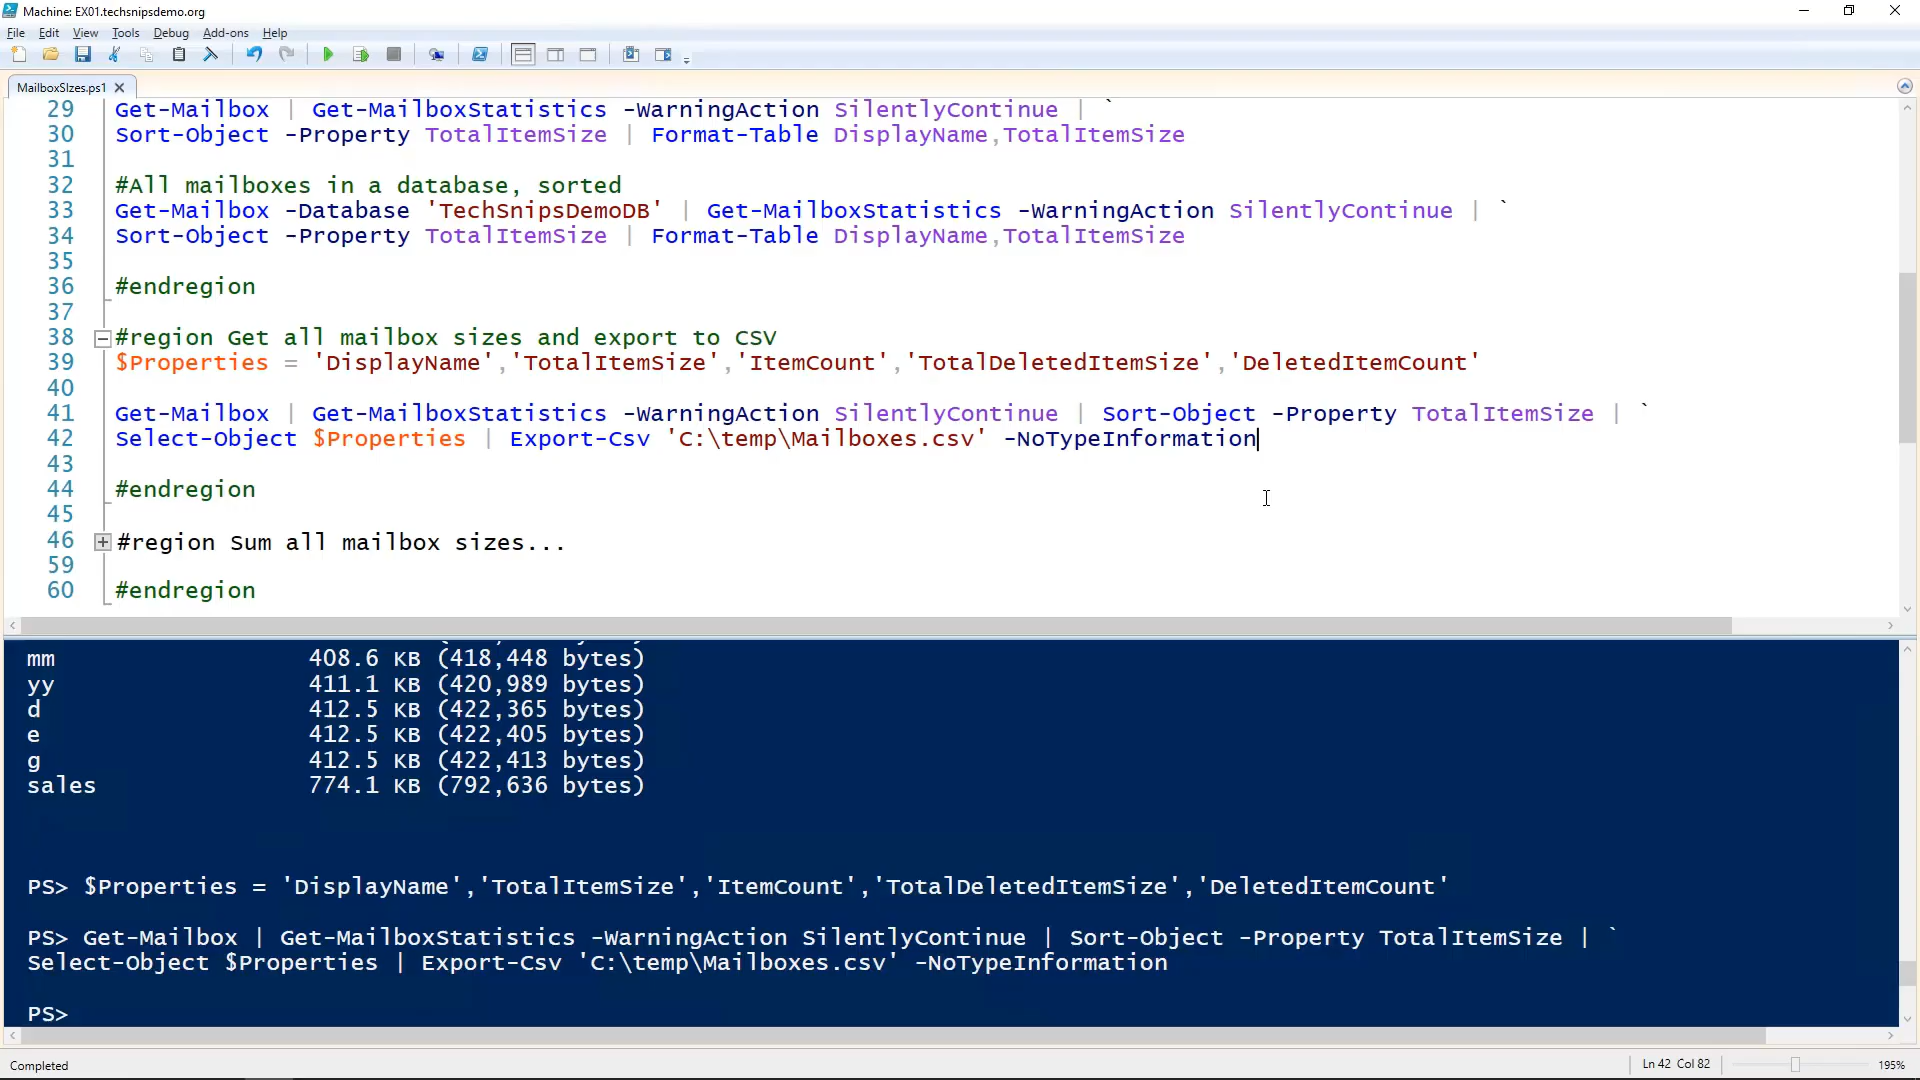 Machine: EX01.techsnipsdemo.org
File Edit View Tools Debug Add-ons Help
MailboxSIzes.ps1
29 Get-Mailbox | Get-MailboxStatistics -WarningAction SilentlyContinue | `
30 Sort-Object -Property TotalItemSize | Format-Table DisplayName,TotalItemSize
31
32 #All mailboxes in a database, sorted
33 Get-Mailbox -Database 'TechSnipsDemoDB' | Get-MailboxStatistics -WarningAction SilentlyContinue | `
34 Sort-Object -Property TotalItemSize | Format-Table DisplayName,TotalItemSize
35
36 #endregion
37
38 #region Get all mailbox sizes and export to CSV
39 $Properties = 'DisplayName','TotalItemSize','ItemCount','TotalDeletedItemSize','DeletedItemCount'
40
41 Get-Mailbox | Get-MailboxStatistics -WarningAction SilentlyContinue | Sort-Object -Property TotalItemSize | `
42 Select-Object $Properties | Export-Csv 'C:\temp\Mailboxes.csv' -NoTypeInformation
43
44 #endregion
45
46 #region Sum all mailbox sizes...
59
60 #endregion
mm 408.6 KB (418,448 bytes)
yy 411.1 KB (420,989 bytes)
d 412.5 KB (422,365 bytes)
e 412.5 KB (422,405 bytes)
g 412.5 KB (422,413 bytes)
sales 774.1 KB (792,636 bytes)
PS> $Properties = 'DisplayName','TotalItemSize','ItemCount','TotalDeletedItemSize','DeletedItemCount'
PS> Get-Mailbox | Get-MailboxStatistics -WarningAction SilentlyContinue | Sort-Object -Property TotalItemSize | `
Select-Object $Properties | Export-Csv 'C:\temp\Mailboxes.csv' -NoTypeInformation
PS>
Completed Ln 42 Col 82 195%